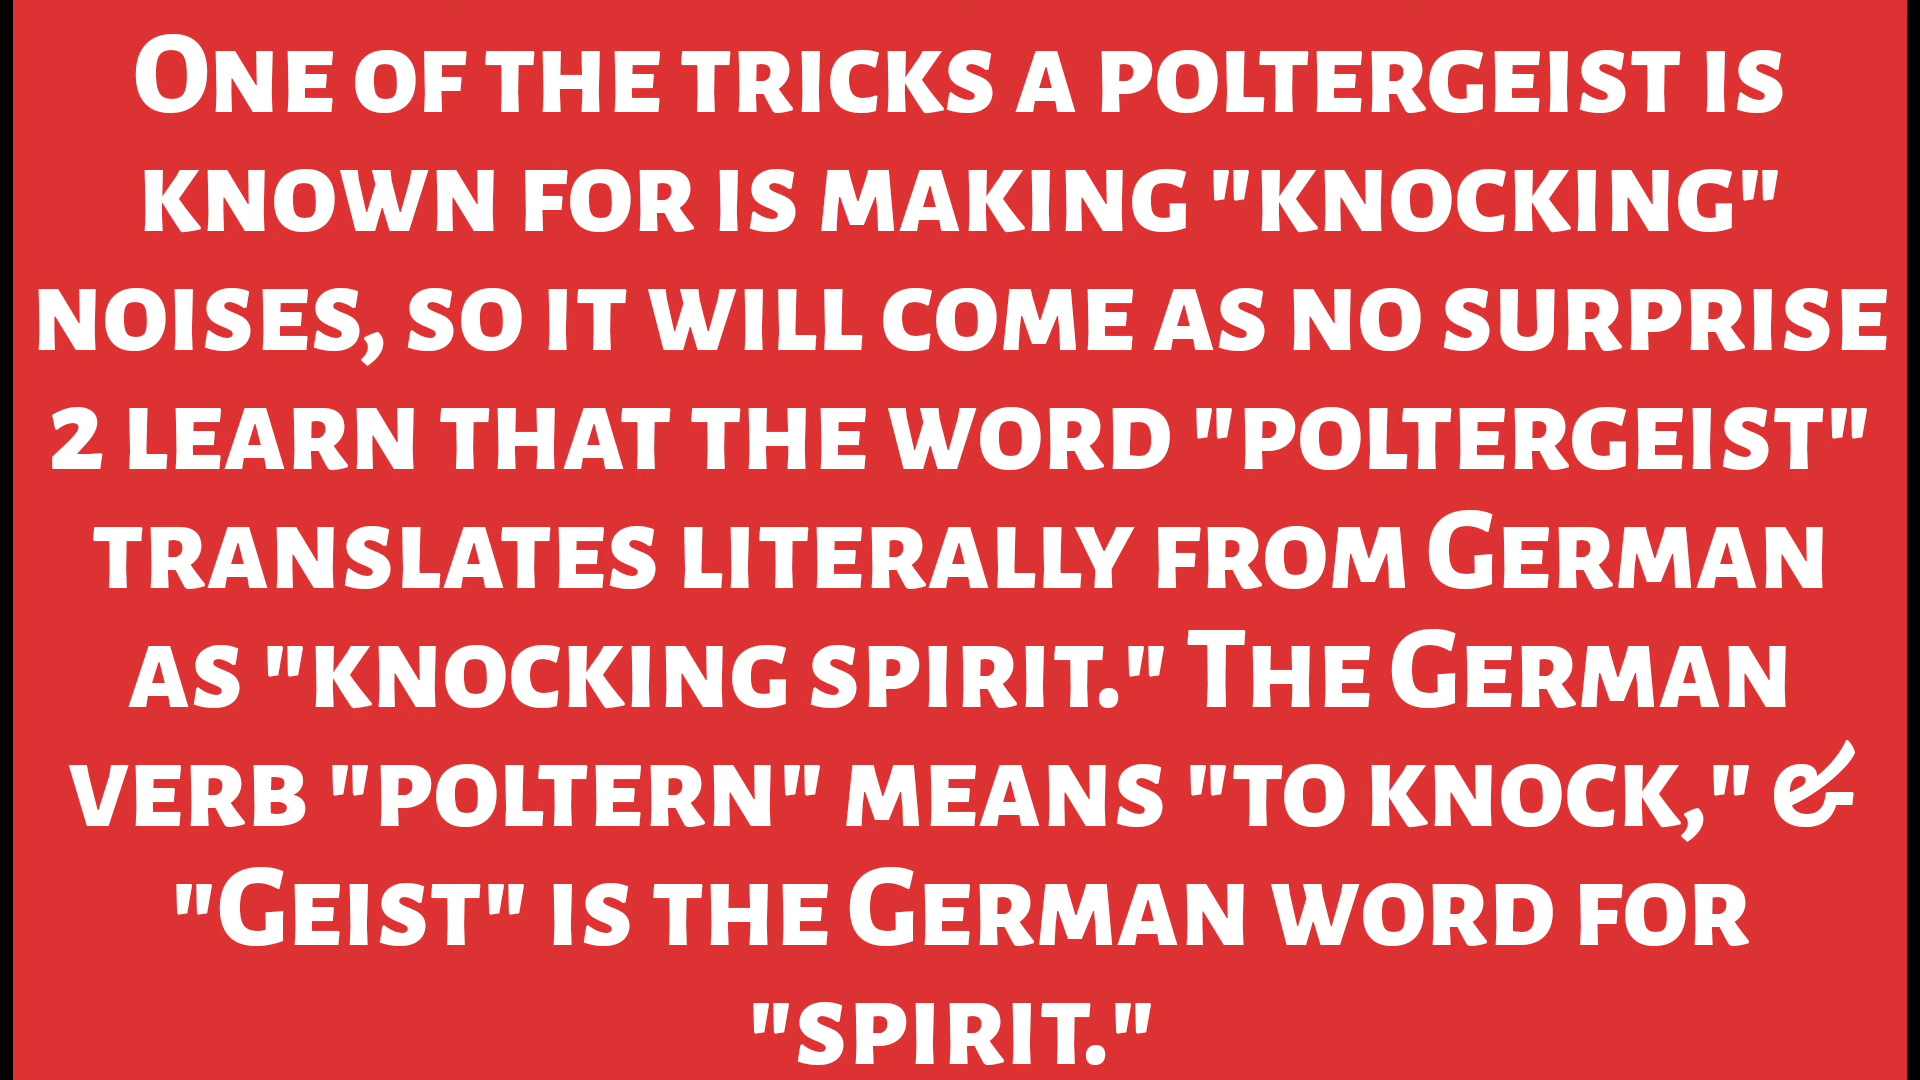 One of the tricks a poltergeist is
known for is making "knocking"
noises, so it will come as no surprise
2 learn that the word "poltergeist"
translates literally from German
as "knocking spirit." The German
verb "poltern" means "to knock," &
"Geist" is the German word for
"spirit."